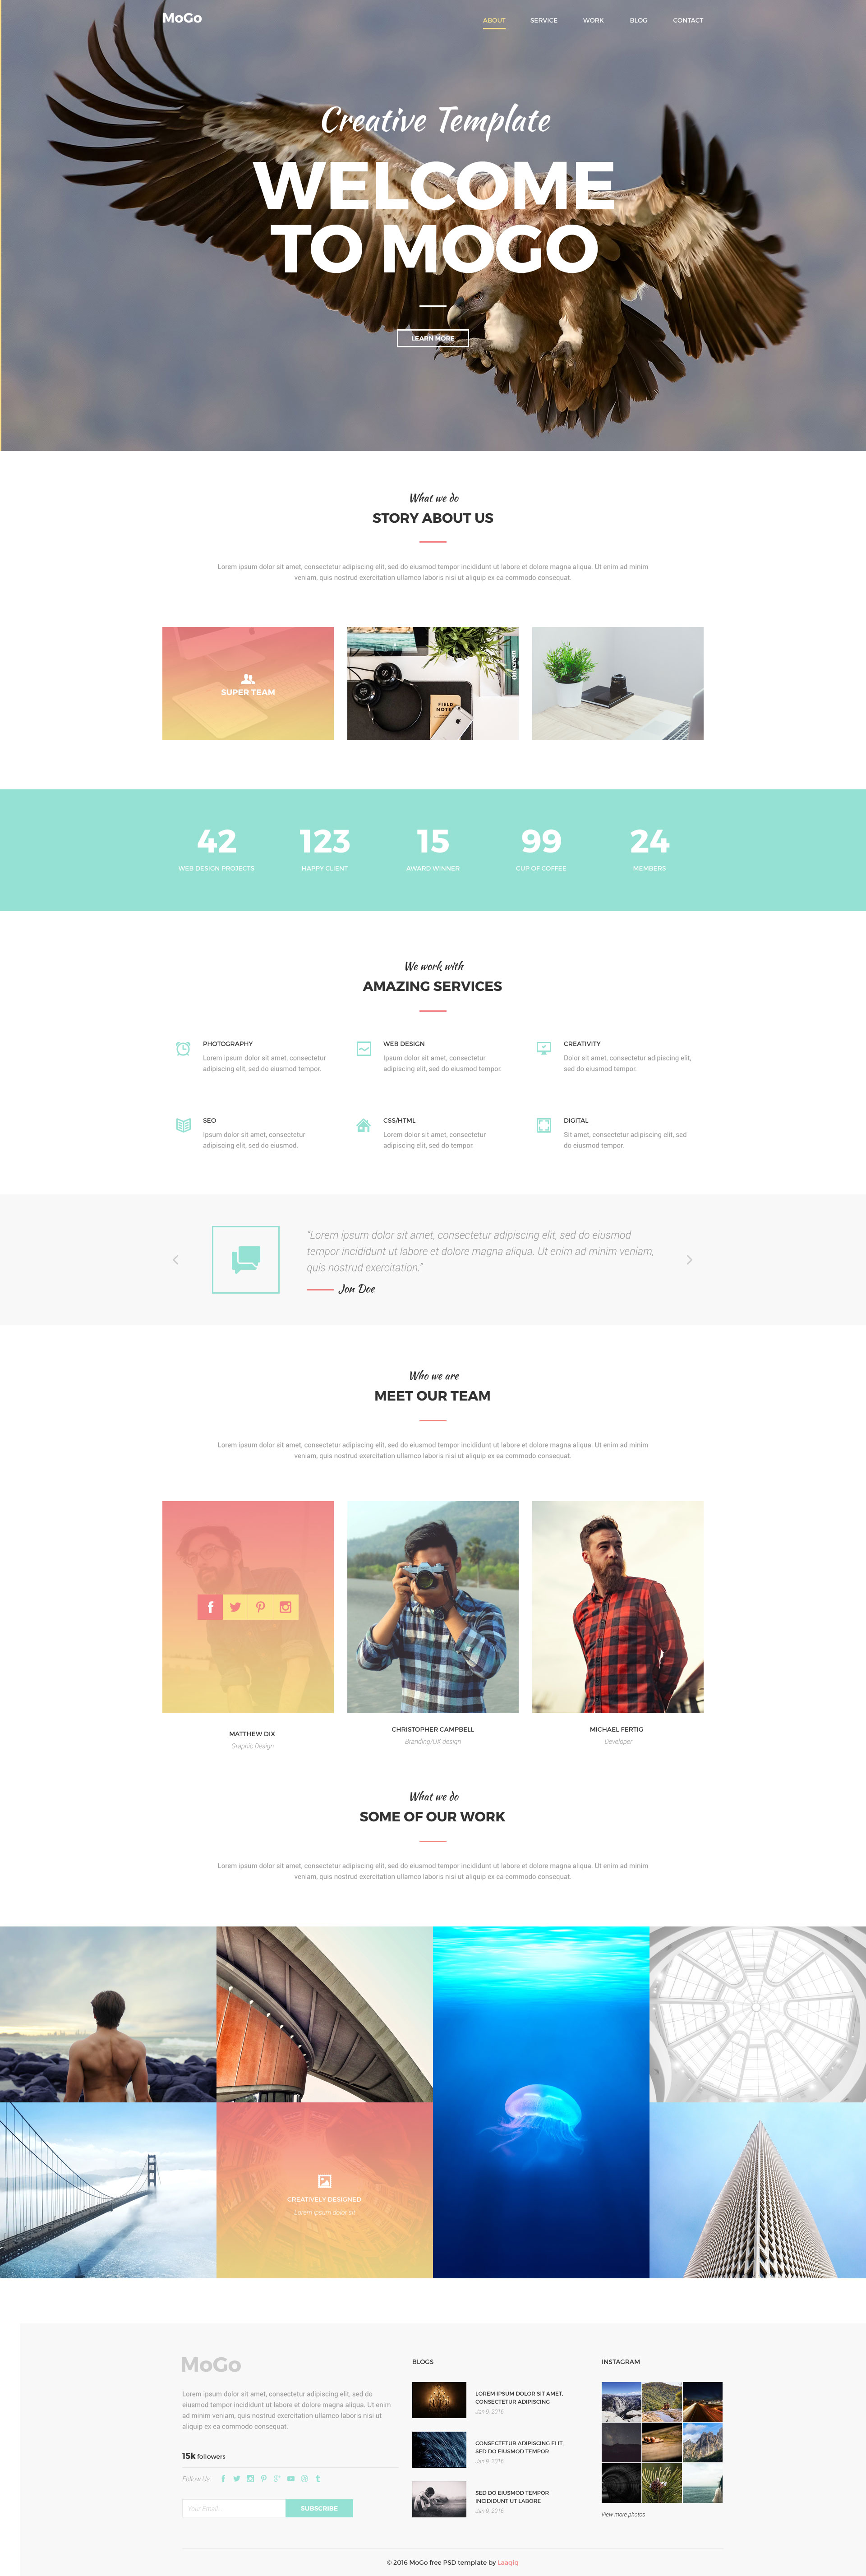 MoGo
ABOUT SERVICE WORK BLOG CONTACT
Creative Template
WELCOME
TO MOGO
LEARN MORE
What we do
STORY ABOUT US
Lorem ipsum dolor sit amet, consectetur adipiscing elit, sed do eiusmod tempor incididunt ut labore et dolore magna aliqua. Ut enim ad minim
veniam, quis nostrud exercitation ullamco laboris nisi ut aliquip ex ea commodo consequat.
SUPER TEAM
FIELD NOTES
42 123 15 99 24
WEB DESIGN PROJECTS HAPPY CLIENT AWARD WINNER CUP OF COFFEE MEMBERS
We work with
AMAZING SERVICES
PHOTOGRAPHY
Lorem ipsum dolor sit amet, consectetur
adipiscing elit, sed do eiusmod tempor.
WEB DESIGN
Ipsum dolor sit amet, consectetur
adipiscing elit, sed do eiusmod tempor.
CREATIVITY
Dolor sit amet, consectetur adipiscing elit,
sed do eiusmod tempor.
SEO
Ipsum dolor sit amet, consectetur
adipiscing elit, sed do eiusmod.
CSS/HTML
Lorem dolor sit amet, consectetur
adipiscing elit, sed do tempor.
DIGITAL
Sit amet, consectetur adipiscing elit, sed
do eiusmod tempor.
“Lorem ipsum dolor sit amet, consectetur adipiscing elit, sed do eiusmod
tempor incididunt ut labore et dolore magna aliqua. Ut enim ad minim veniam,
quis nostrud exercitation.”
Jon Doe
Who we are
MEET OUR TEAM
Lorem ipsum dolor sit amet, consectetur adipiscing elit, sed do eiusmod tempor incididunt ut labore et dolore magna aliqua. Ut enim ad minim
veniam, quis nostrud exercitation ullamco laboris nisi ut aliquip ex ea commodo consequat.
MATTHEW DIX
Graphic Design
CHRISTOPHER CAMPBELL
Branding/UX design
MICHAEL FERTIG
Developer
What we do
SOME OF OUR WORK
Lorem ipsum dolor sit amet, consectetur adipiscing elit, sed do eiusmod tempor incididunt ut labore et dolore magna aliqua. Ut enim ad minim
veniam, quis nostrud exercitation ullamco laboris nisi ut aliquip ex ea commodo consequat.
CREATIVELY DESIGNED
Lorem ipsum dolor sit
MoGo
Lorem ipsum dolor sit amet, consectetur adipiscing elit, sed do
eiusmod tempor incididunt ut labore et dolore magna aliqua. Ut enim
ad minim veniam, quis nostrud exercitation ullamco laboris nisi ut
aliquip ex ea commodo consequat.
15k followers
Follow Us:
Your Email...
SUBSCRIBE
BLOGS
LOREM IPSUM DOLOR SIT AMET,
CONSECTETUR ADIPISCING
Jan 9, 2016
CONSECTETUR ADIPISCING ELIT,
SED DO EIUSMOD TEMPOR
Jan 9, 2016
SED DO EIUSMOD TEMPOR
INCIDIDUNT UT LABORE
Jan 9, 2016
INSTAGRAM
View more photos
© 2016 MoGo free PSD template by Laaqiq